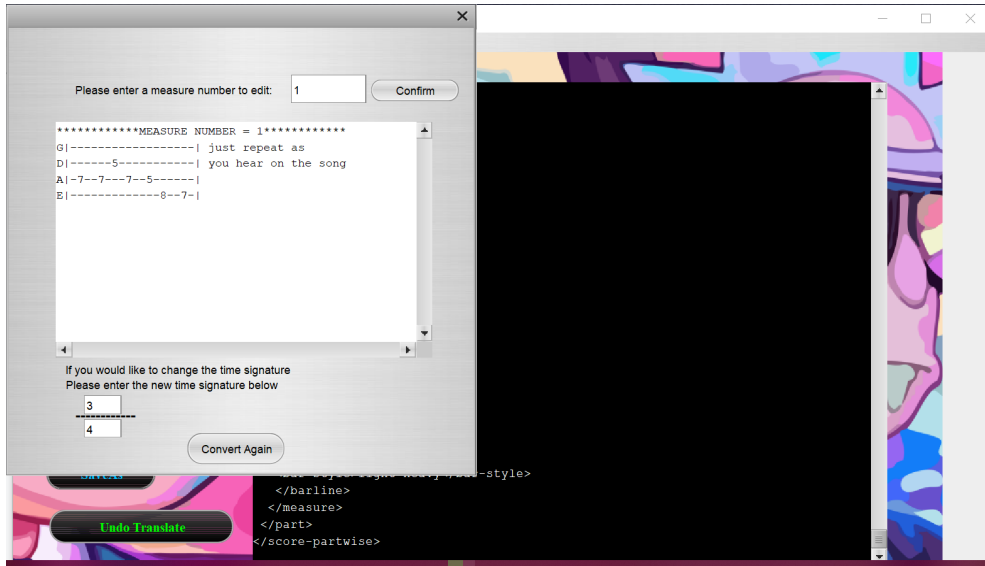 Please enter a measure number to edit:
1
Confirm
************MEASURE NUMBER = 1************
G|------------------| just repeat as
D|------5-----------| you hear on the song
A|-7--7---7--5------|
E|-------------8--7-|
If you would like to change the time signature
Please enter the new time signature below
3
4
Convert Again
SaveAs
Undo Translate
</barline>
</measure>
</part>
</score-partwise>